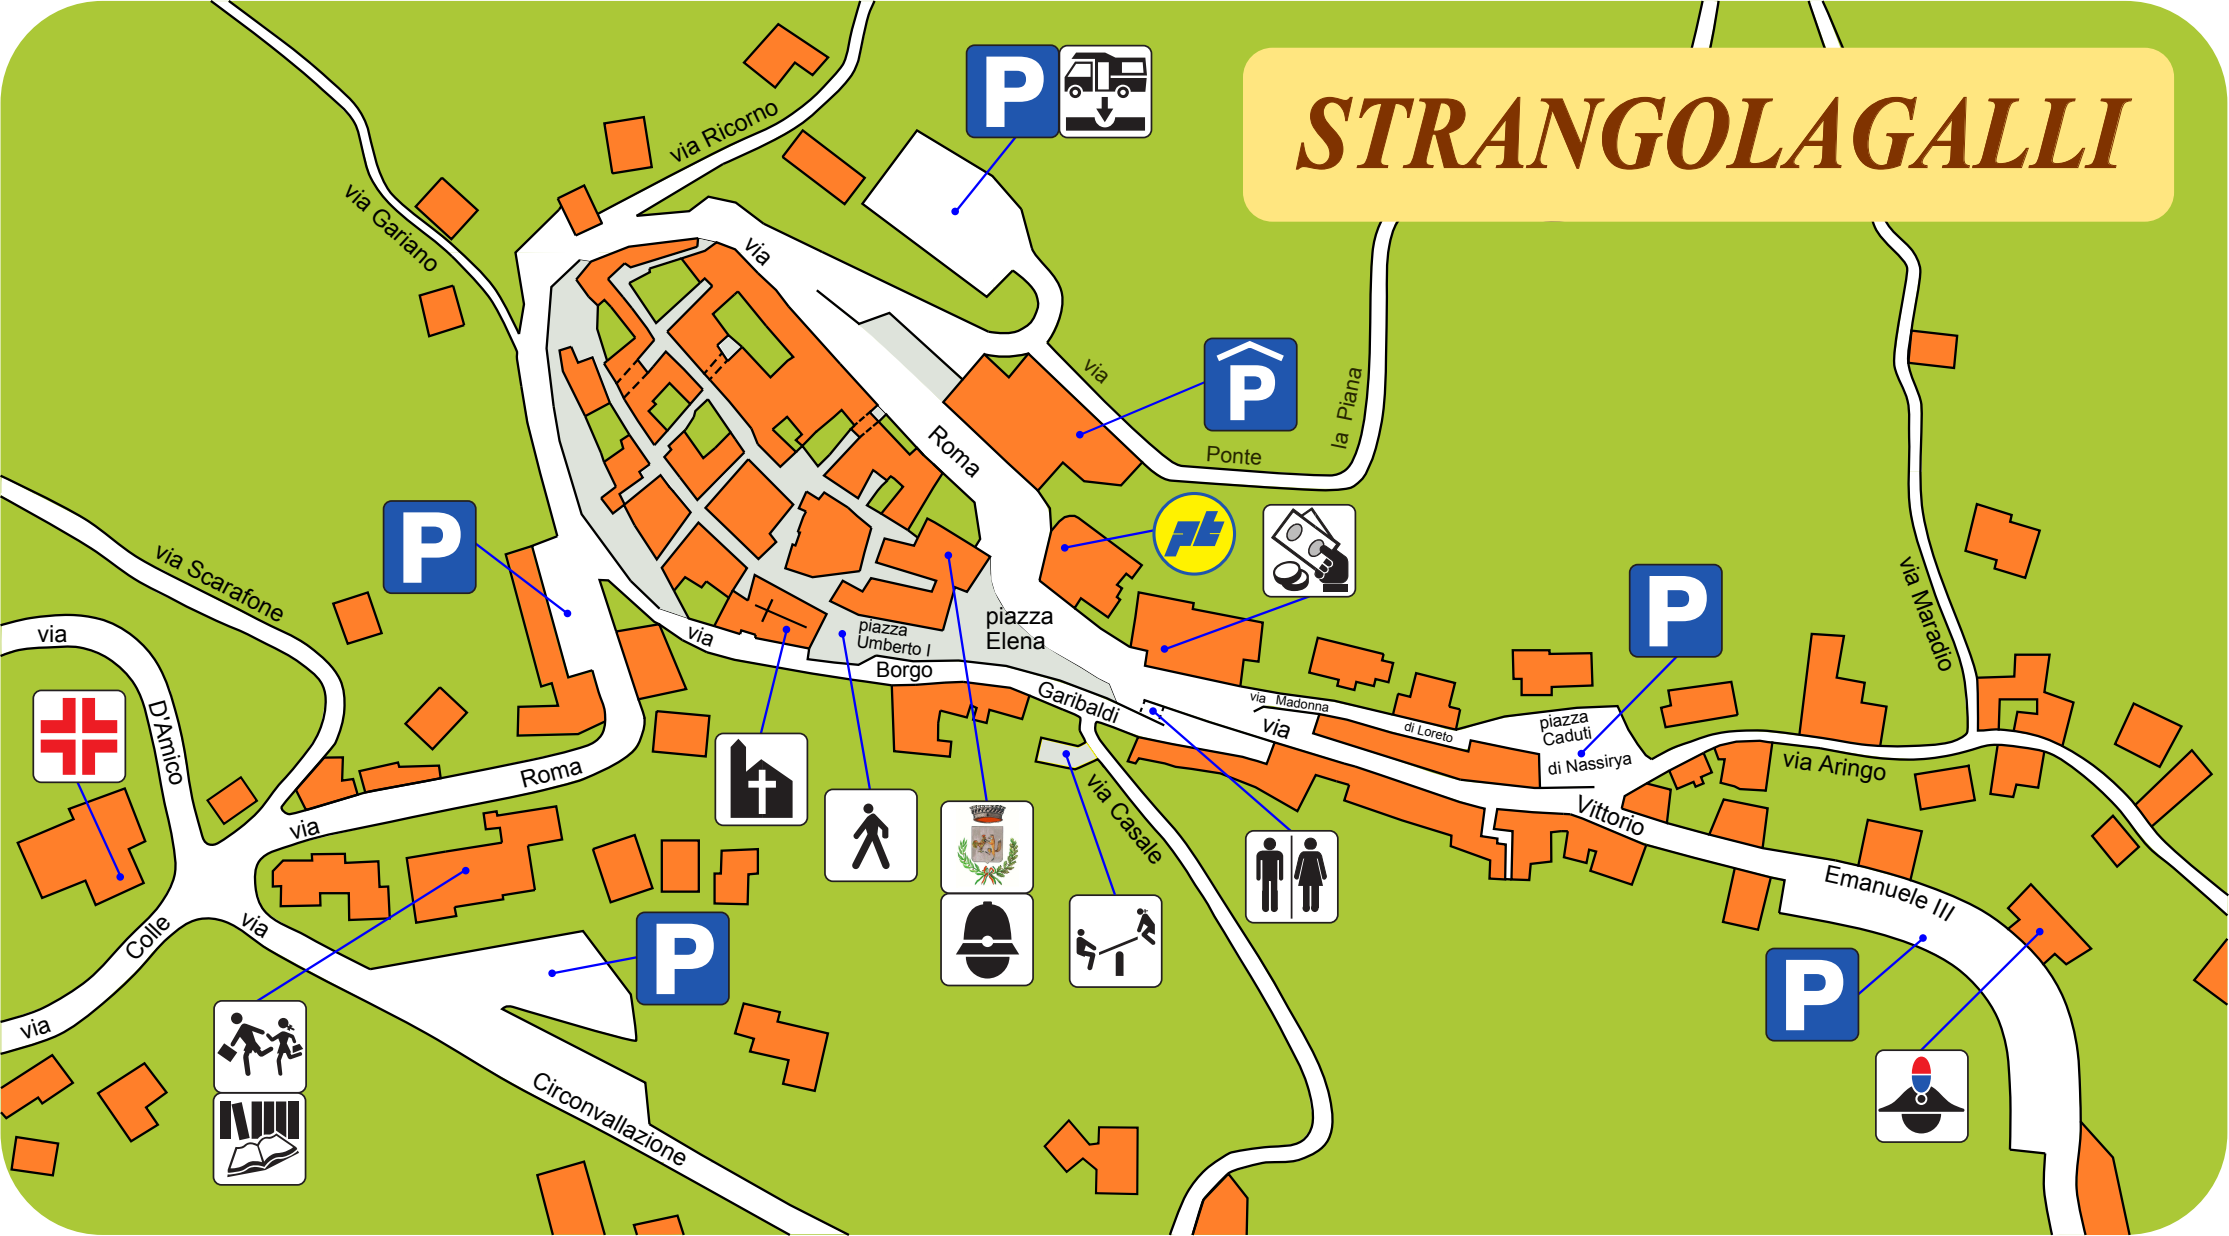 STRANGOLAGALLI
P
via Ricorno
via Gariano
via
Roma
via
Ponte
la Piana
P
P
via Scarafone
via
D'Amico
Colle
via
via
Roma
via
Circonvallazione
P
via
Borgo
Garibaldi
piazza
Umberto I
piazza
Elena
pt
via Madonna
di Loreto
piazza
Caduti
di Nassirya
P
via
Vittorio
Emanuele III
via Casale
via Aringo
via Maradio
P